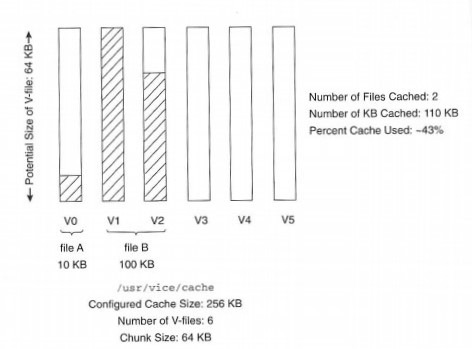 Potential Size of V-file: 64 KB
Number of Files Cached: 2
Number of KB Cached: 110 KB
Percent Cache Used: ~43%
V0 V1 V2 V3 V4 V5
file A file B
10 KB 100 KB
/usr/vice/cache
Configured Cache Size: 256 KB
Number of V-files: 6
Chunk Size: 64 KB